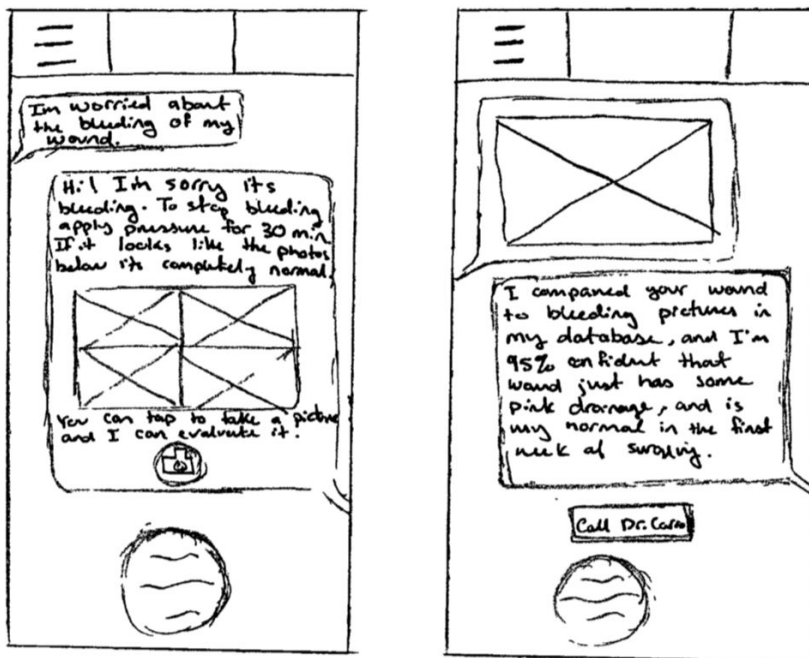 Im worried about
the bleeding of my
wound.
Hi! Im sorry its
bleeding. To stop bleeding
apply pressure for 30 min
If it looks like the photos
below its completely normal.
You can tap to take a picture
and I can evaluate it.
I compared your wound
to bleeding pictures in
my database, and I'm
95% confident that
wound just has some
pink drainage, and is
my normal in the first
week of
Call Dr.